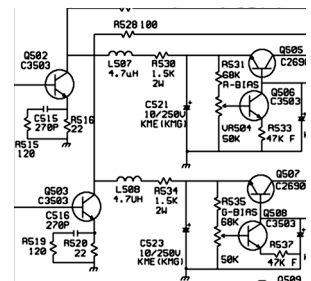 R528 100
Q502
C3503
L507
4.7uH
R530
1.5K
2W
R531
68K
R-BIAS
Q505
C2690
Q506
C3503
C515
270P
R516
22
R515
120
C521
10/250V
KME(KMG)
VR504
50K
R533
47K F
Q503
C3503
L508
4.7UH
R534
1.5K
2W
R535
68K
G-BIAS
Q507
C2690
Q508
C3503
C516
270P
R519
120
R520
22
C523
10/250V
KME(KMG)
50K
R537
47K F
Q509